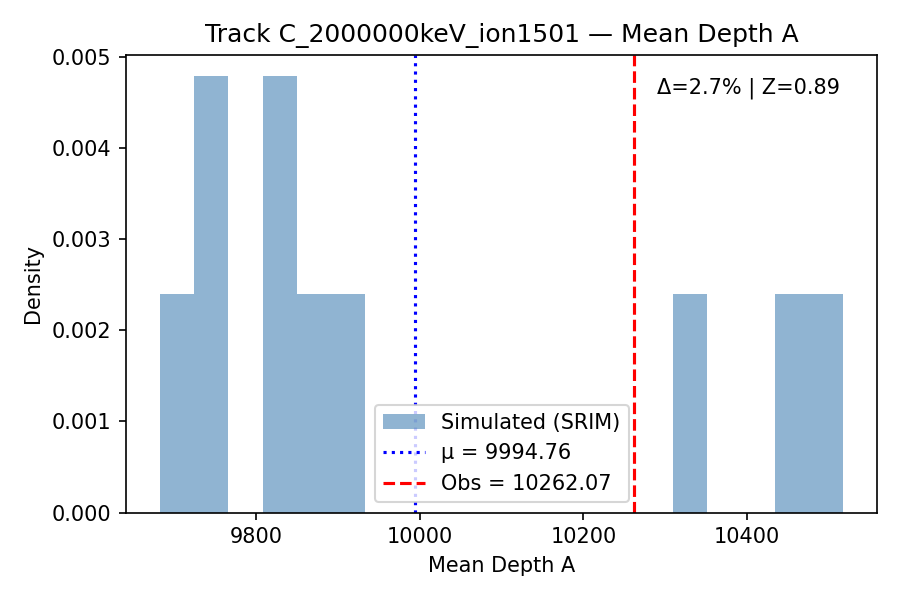 Track C_2000000keV_ion1501 — Mean Depth A
Δ=2.7% | Z=0.89
0.005
0.004
0.003
0.002
0.001
0.000
Density
Simulated (SRIM)
μ = 9994.76
Obs = 10262.07
9800 10000 10200 10400
Mean Depth A